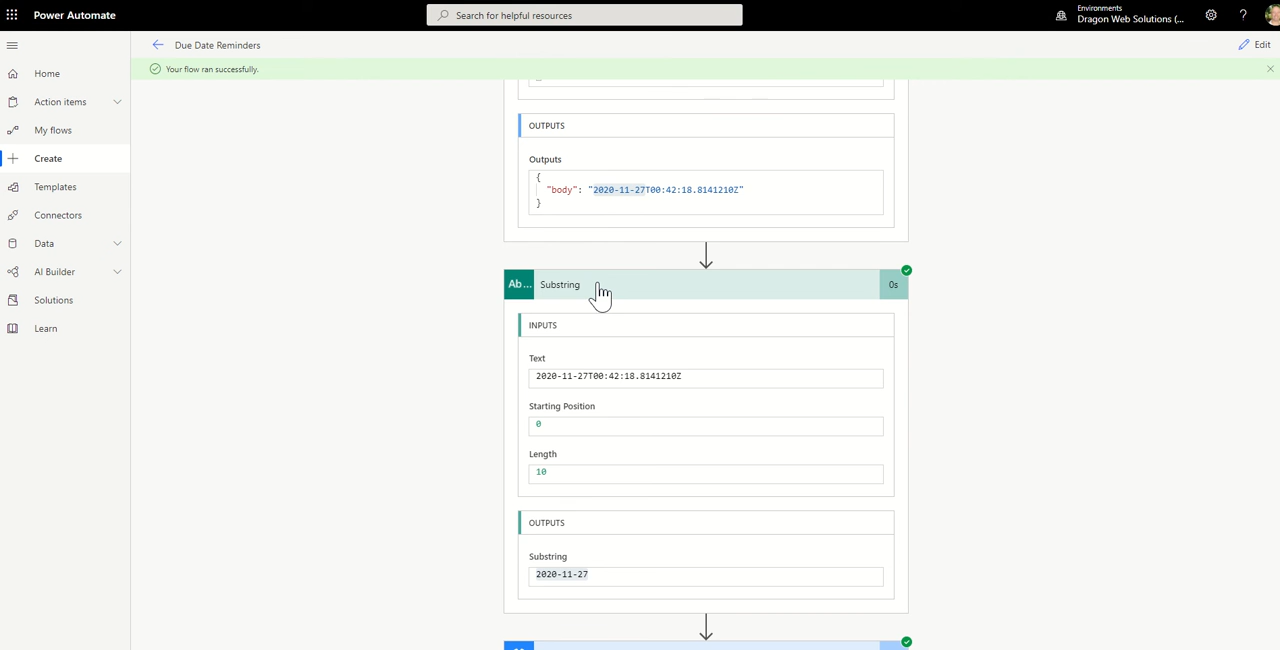 Power Automate
Search for helpful resources
Environments
Dragon Web Solutions (...
?
Due Date Reminders
Edit
Your flow ran successfully.
Home
Action items
My flows
Create
Templates
Connectors
Data
AI Builder
Solutions
Learn
OUTPUTS
Outputs
{
"body": "2020-11-27T00:42:18.8141210Z"
}
Ab...
Substring
0s
INPUTS
Text
2020-11-27T00:42:18.8141210Z
Starting Position
0
Length
10
OUTPUTS
Substring
2020-11-27